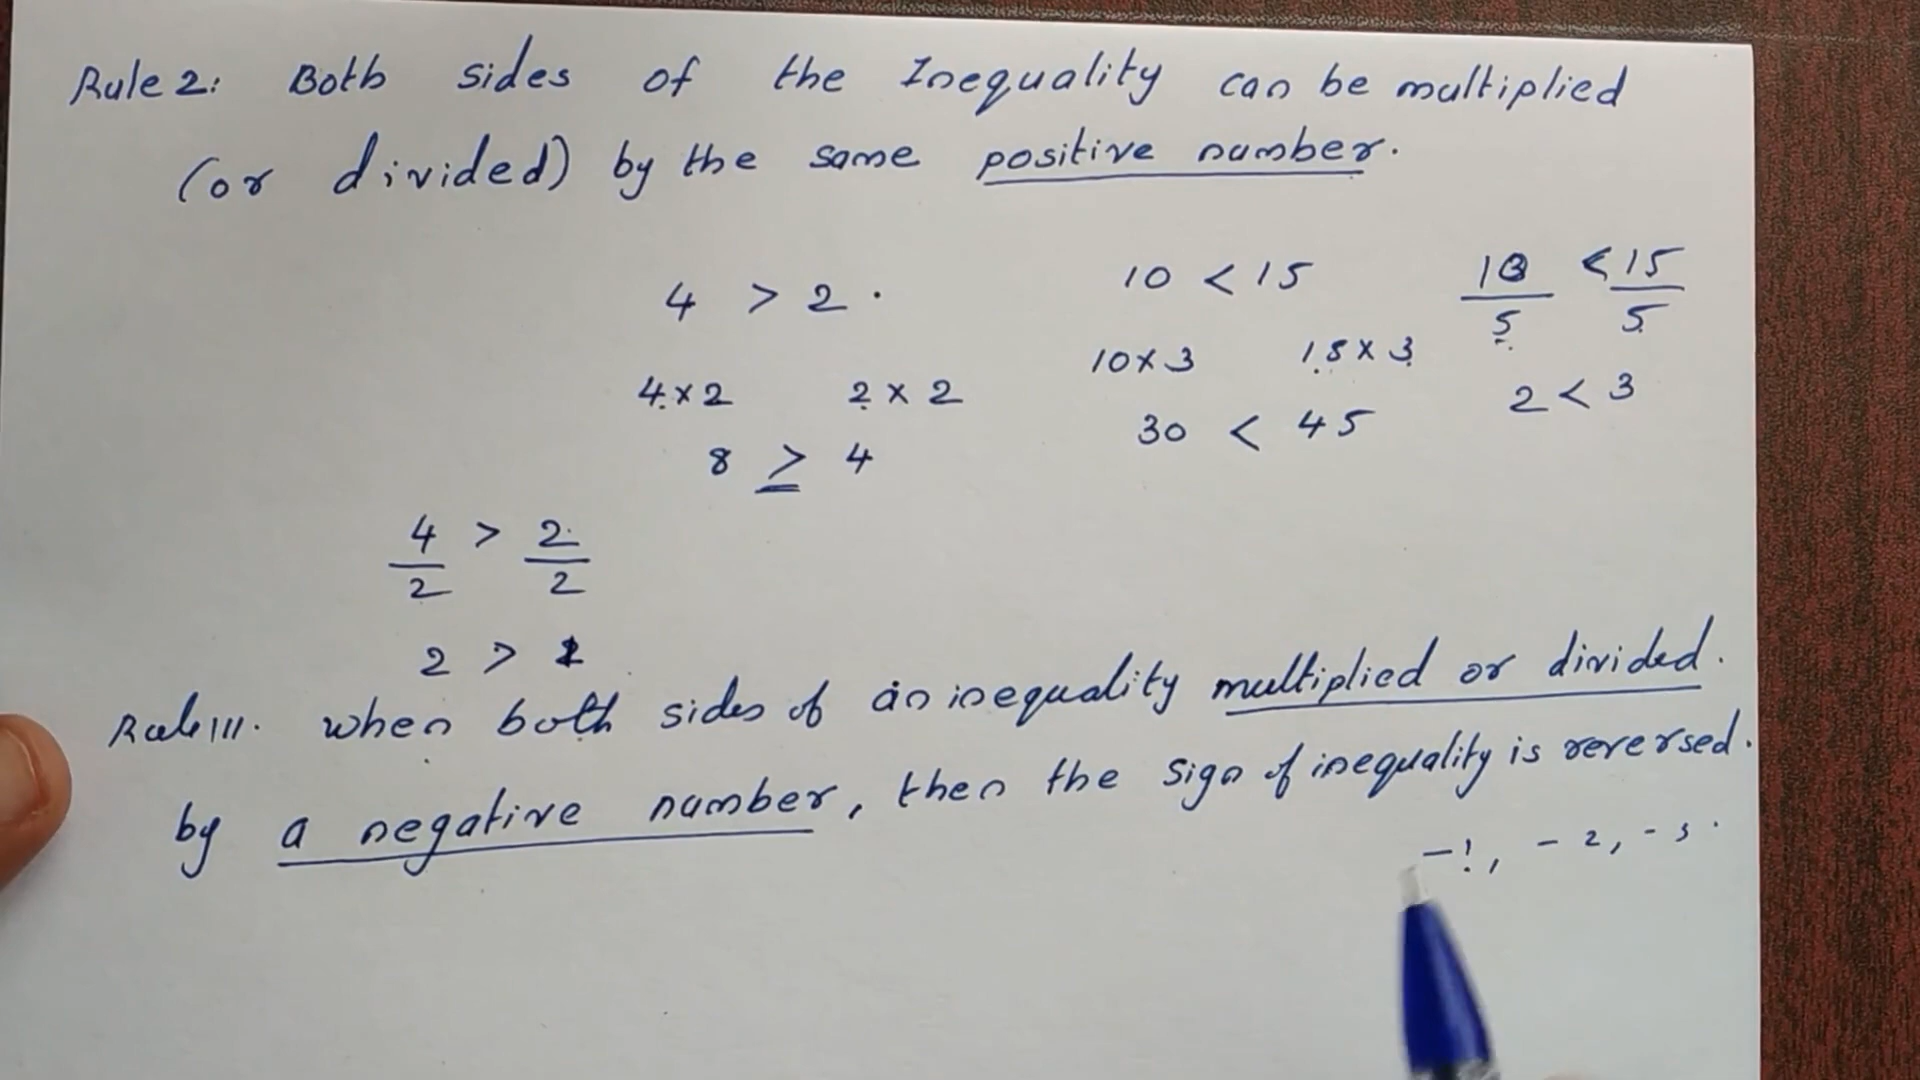 Rule 2: Both sides of the Inequality can be multiplied
(or divided) by the same positive number.
4 > 2
4 × 2 2 × 2
8 > 4
10 < 15
10 × 3 15 × 3
30 < 45
10/5 < 15/5
2 < 3
4/2 > 2/2
2 > 1
Rule III. when both sides of an inequality multiplied or divided.
by a negative number, then the sign of inequality is reversed.
-1, -2, -3